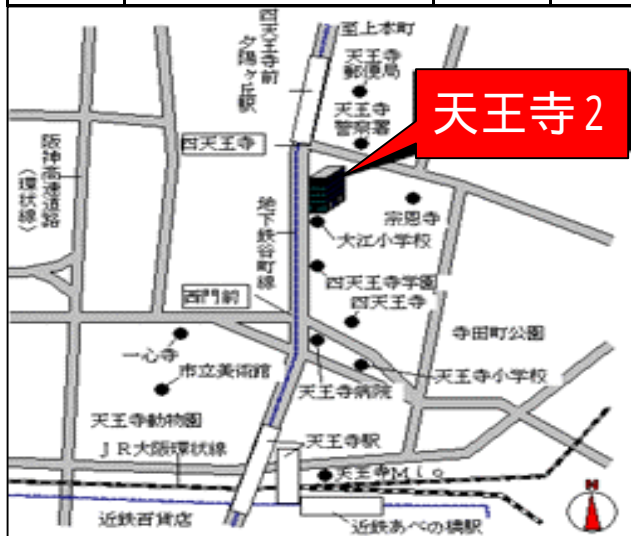 至上本町
四天王寺前
夕陽ヶ丘駅
天王寺
郵便局
天王寺
警察署
天王寺2
四天王寺
阪神高速道路
〈環状線〉
地下鉄谷町線
宗恩寺
大江小学校
四天王寺学園
四天王寺
西門前
寺田町公園
一心寺
市立美術館
天王寺病院
天王寺小学校
天王寺動物園
JR大阪環状線
天王寺駅
天王寺Mio
近鉄百貨店
近鉄あべの橋駅
N